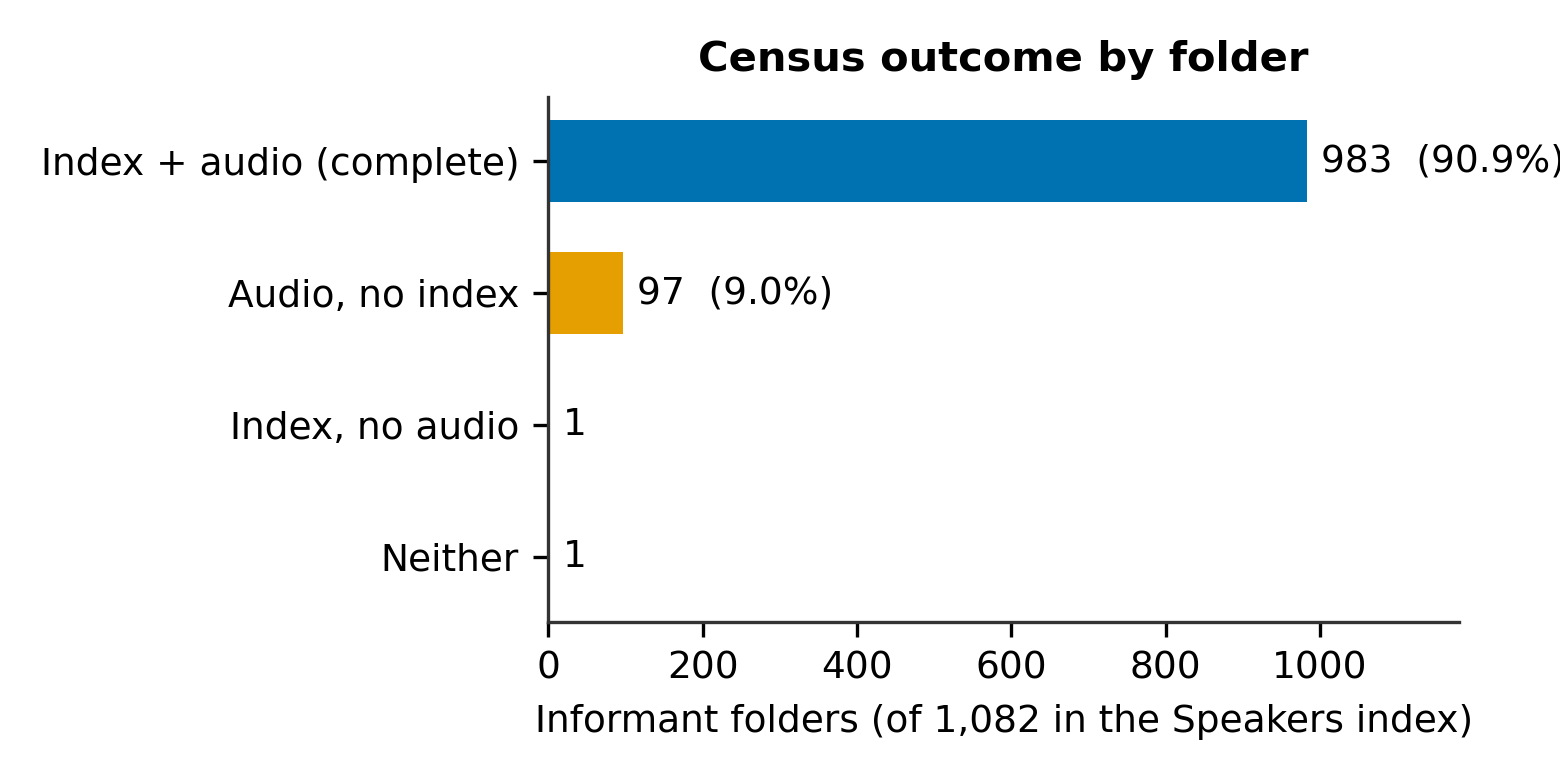 Census outcome by folder
Index + audio (complete) 983 (90.9%)
Audio, no index 97 (9.0%)
Index, no audio 1
Neither 1
0 200 400 600 800 1000
Informant folders (of 1,082 in the Speakers index)